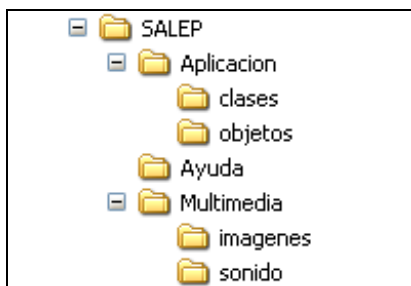 SALEP
Aplicacion
clases
objetos
Ayuda
Multimedia
imagenes
sonido